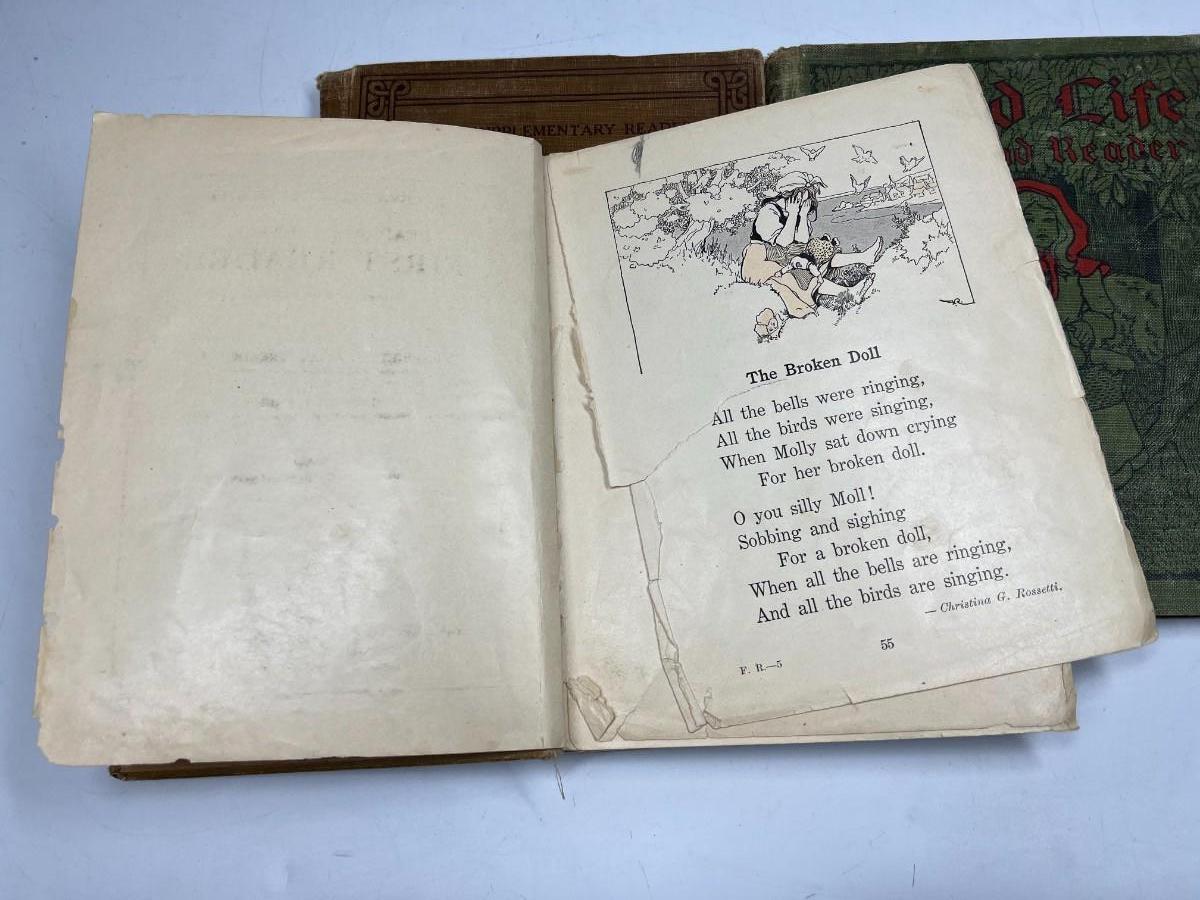 SUPPLEMENTARY READER
Life
Reader
The Broken Doll
All the bells were ringing,
All the birds were singing,
When Molly sat down crying
For her broken doll.
O you silly Moll!
Sobbing and sighing
For a broken doll,
When all the bells are ringing,
And all the birds are singing.
— Christina G. Rossetti.
55
F. R.—5